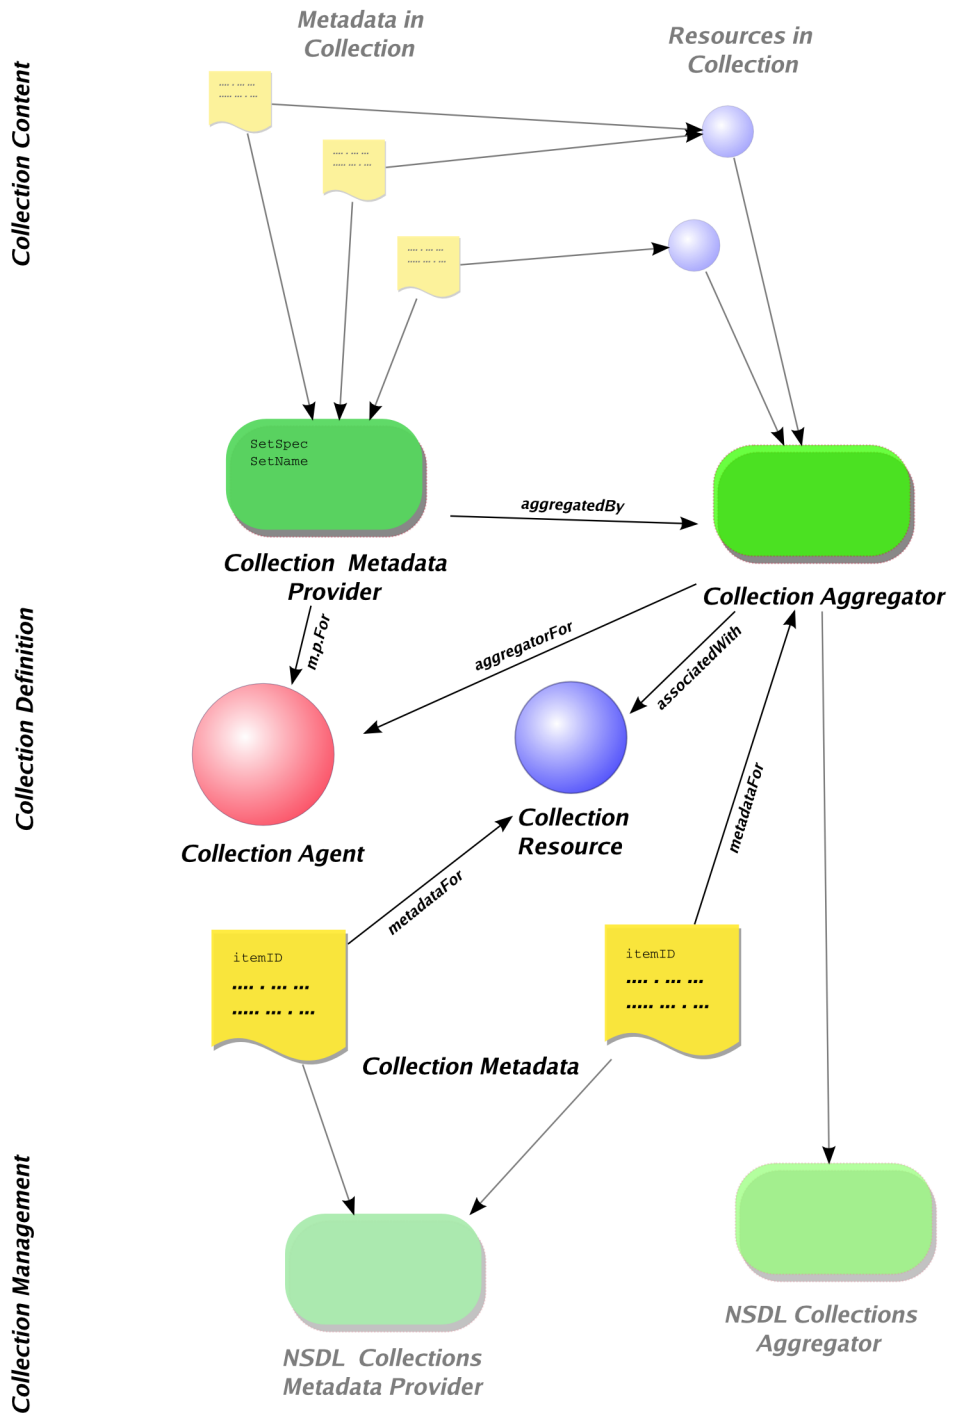 Metadata in
Collection
Resources in
Collection
Collection Content
.... . ... ...
..... ... . ...
.... . ... ...
..... ... . ...
.... . ... ...
..... ... . ...
SetSpec
SetName
aggregatedBy
Collection Metadata
Provider
Collection Aggregator
Collection Definition
m.p.For
aggregatorFor
associatedWith
metadataFor
Collection Agent
Collection
Resource
metadataFor
itemID
.... . ... ...
..... ... . ...
itemID
.... . ... ...
..... ... . ...
Collection Metadata
Collection Management
NSDL Collections
Metadata Provider
NSDL Collections
Aggregator